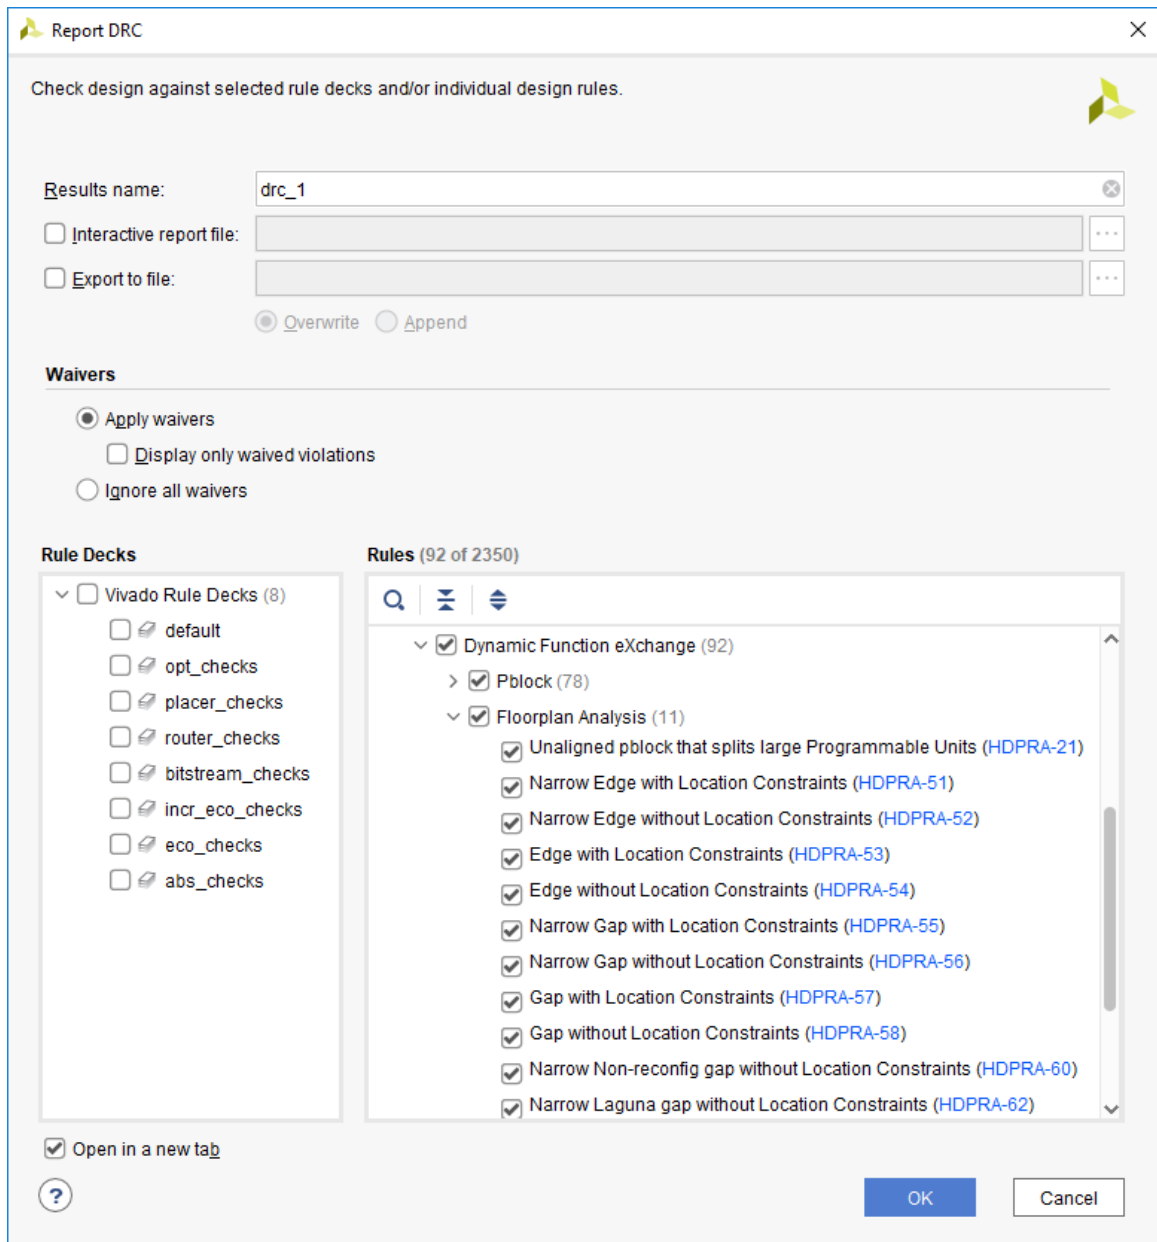 Report DRC
Check design against selected rule decks and/or individual design rules.
Results name: drc_1
Interactive report file: ...
Export to file: ...
Overwrite Append
Waivers
Apply waivers
Display only waived violations
Ignore all waivers
Rule Decks
Vivado Rule Decks (8)
default
opt_checks
placer_checks
router_checks
bitstream_checks
incr_eco_checks
eco_checks
abs_checks
Rules (92 of 2350)
Dynamic Function eXchange (92)
Pblock (78)
Floorplan Analysis (11)
Unaligned pblock that splits large Programmable Units (HDPRA-21)
Narrow Edge with Location Constraints (HDPRA-51)
Narrow Edge without Location Constraints (HDPRA-52)
Edge with Location Constraints (HDPRA-53)
Edge without Location Constraints (HDPRA-54)
Narrow Gap with Location Constraints (HDPRA-55)
Narrow Gap without Location Constraints (HDPRA-56)
Gap with Location Constraints (HDPRA-57)
Gap without Location Constraints (HDPRA-58)
Narrow Non-reconfig gap without Location Constraints (HDPRA-60)
Narrow Laguna gap without Location Constraints (HDPRA-62)
Open in a new tab
?
OK Cancel